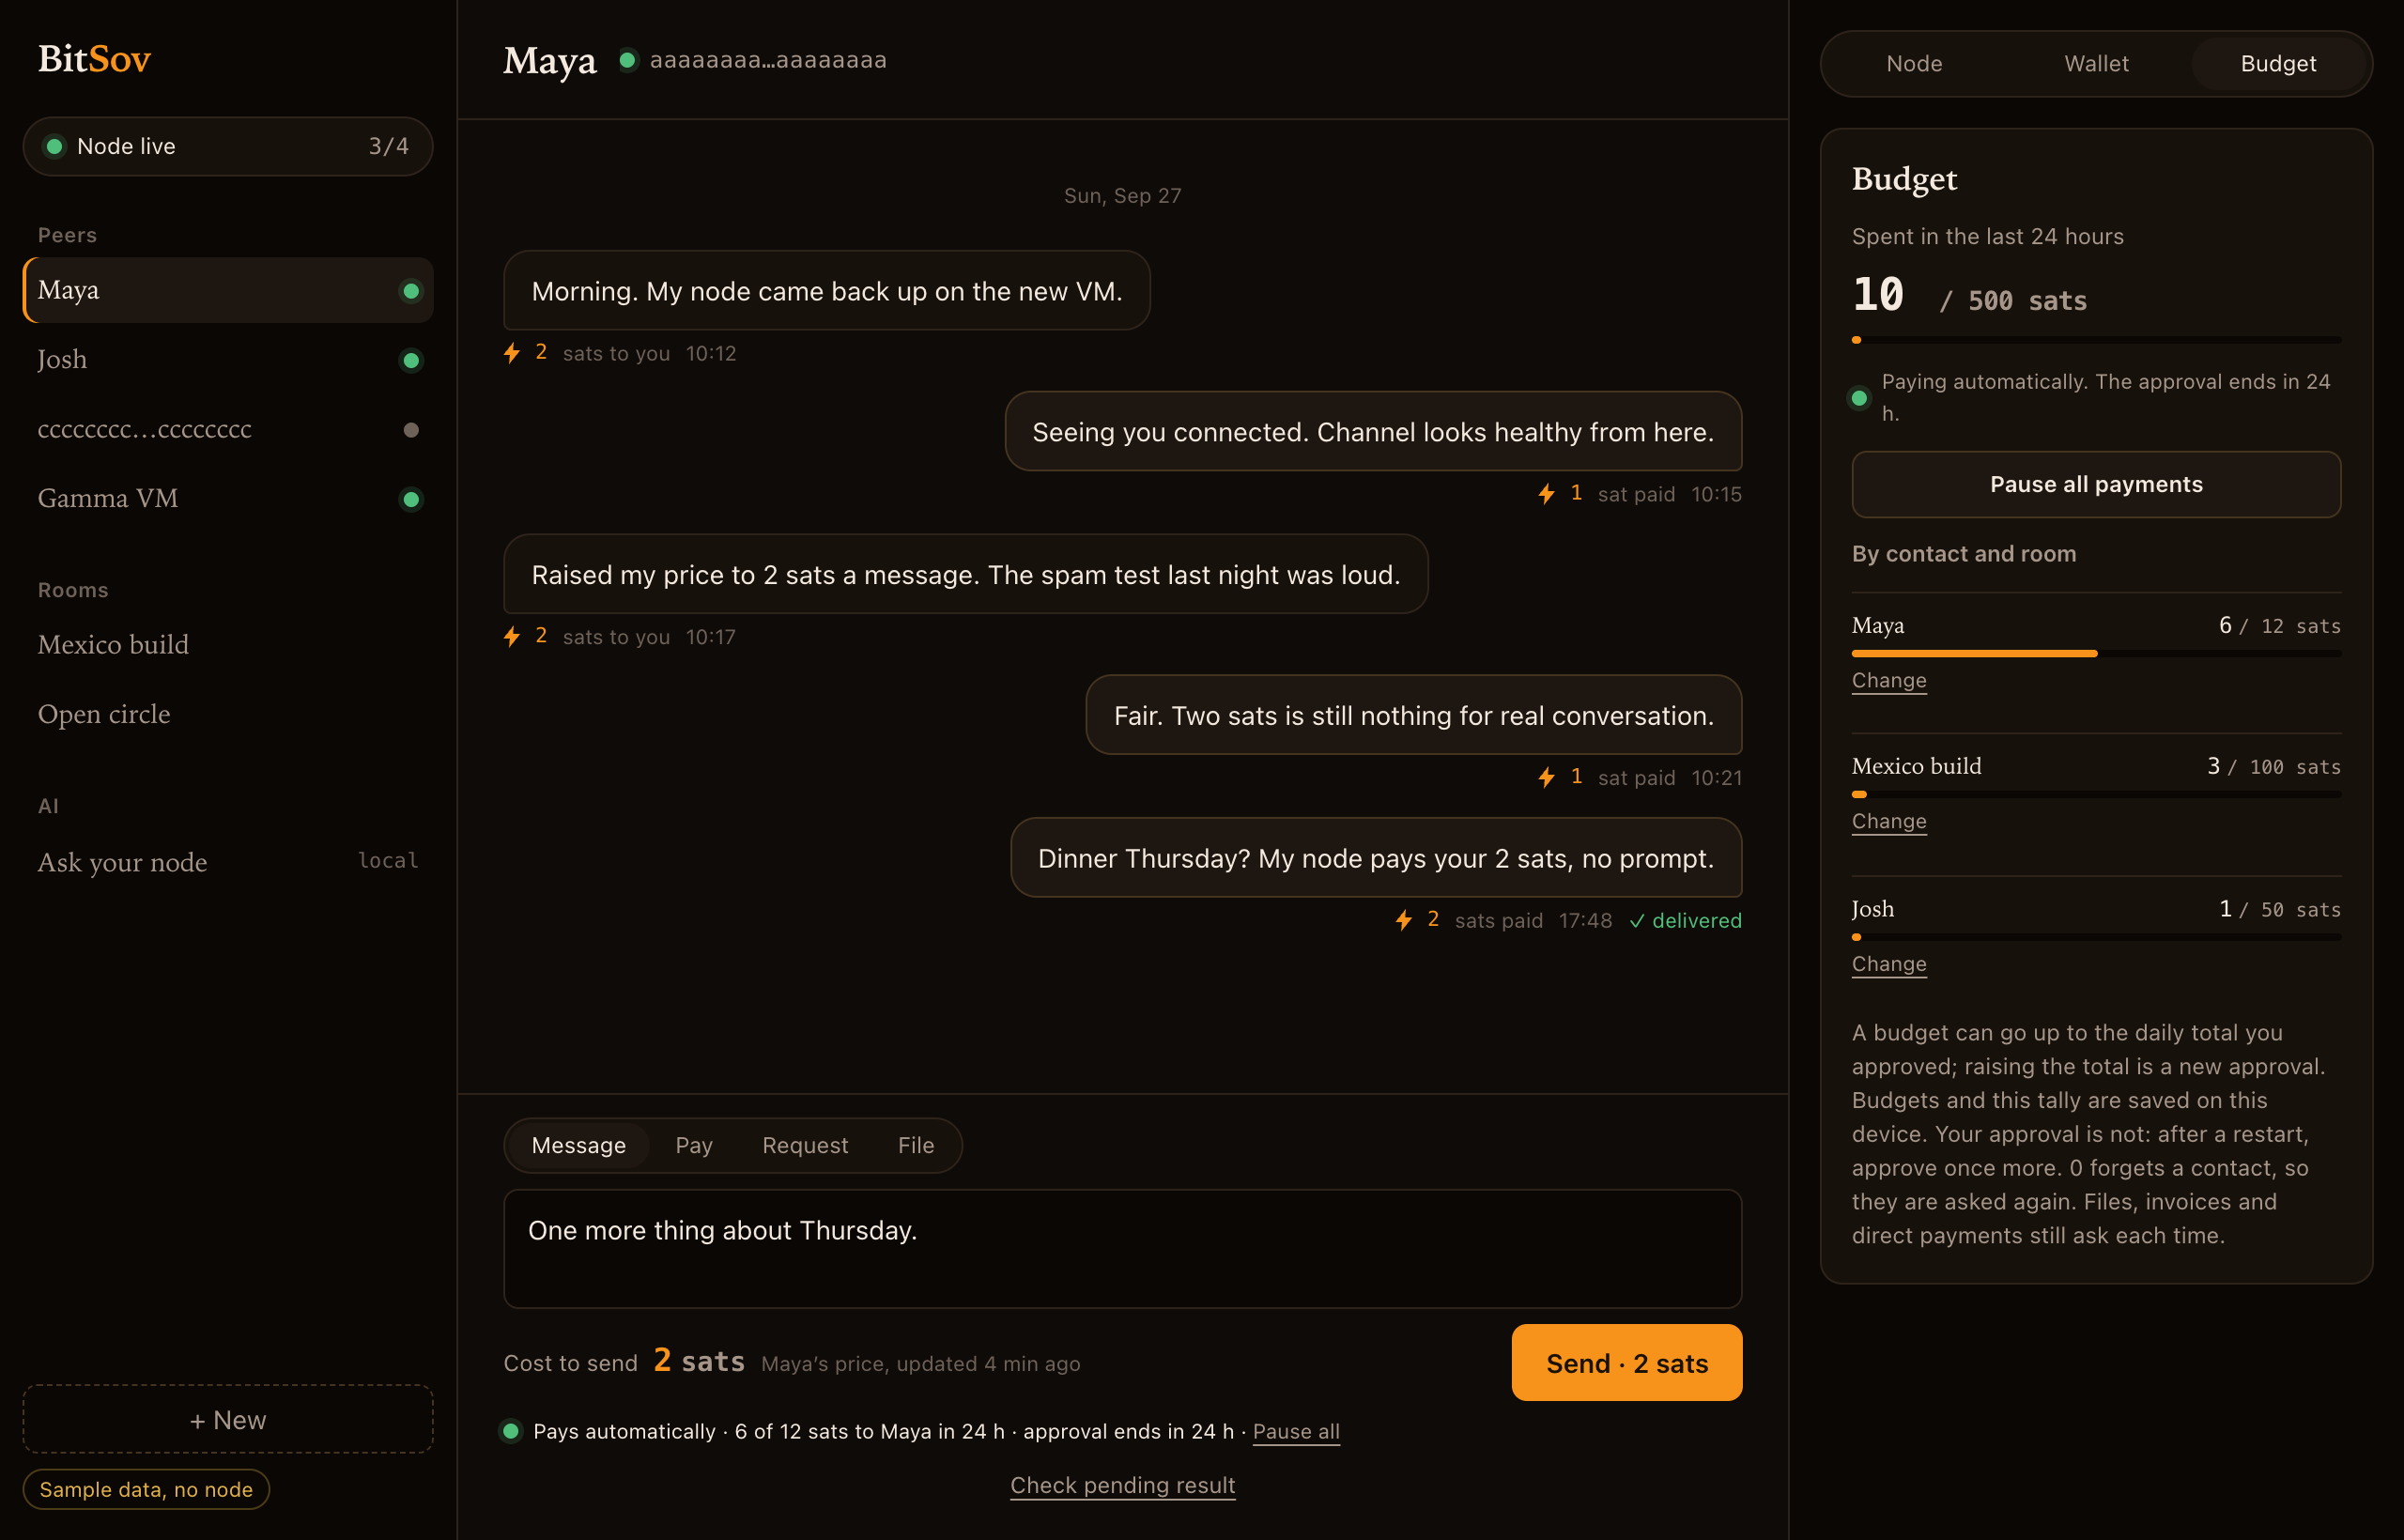 BitSov
Node live 3/4
Peers
Maya
Josh
cccccccc…cccccccc
Gamma VM
Rooms
Mexico build
Open circle
AI
Ask your node local
+ New
Sample data, no node
Maya aaaaaaaa…aaaaaaaa
Sun, Sep 27
Morning. My node came back up on the new VM.
2 sats to you 10:12
Seeing you connected. Channel looks healthy from here.
1 sat paid 10:15
Raised my price to 2 sats a message. The spam test last night was loud.
2 sats to you 10:17
Fair. Two sats is still nothing for real conversation.
1 sat paid 10:21
Dinner Thursday? My node pays your 2 sats, no prompt.
2 sats paid 17:48 ✓ delivered
Message Pay Request File
One more thing about Thursday.
Cost to send 2 sats Maya’s price, updated 4 min ago
Send · 2 sats
Pays automatically · 6 of 12 sats to Maya in 24 h · approval ends in 24 h · Pause all
Check pending result
Node Wallet Budget
Budget
Spent in the last 24 hours
10 / 500 sats
Paying automatically. The approval ends in 24
h.
Pause all payments
By contact and room
Maya 6 / 12 sats
Change
Mexico build 3 / 100 sats
Change
Josh 1 / 50 sats
Change
A budget can go up to the daily total you
approved; raising the total is a new approval.
Budgets and this tally are saved on this
device. Your approval is not: after a restart,
approve once more. 0 forgets a contact, so
they are asked again. Files, invoices and
direct payments still ask each time.